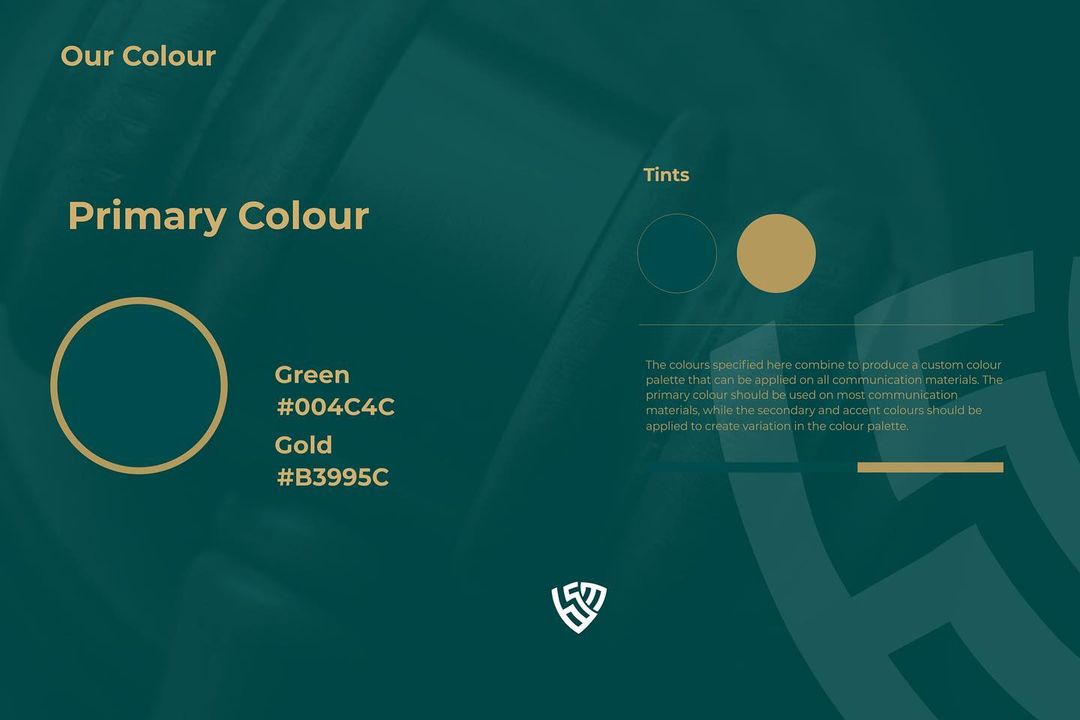 Our Colour
Primary Colour
Green
#004C4C
Gold
#B3995C
Tints
The colours specified here combine to produce a custom colour
palette that can be applied on all communication materials. The
primary colour should be used on most communication
materials, while the secondary and accent colours should be
applied to create variation in the colour palette.